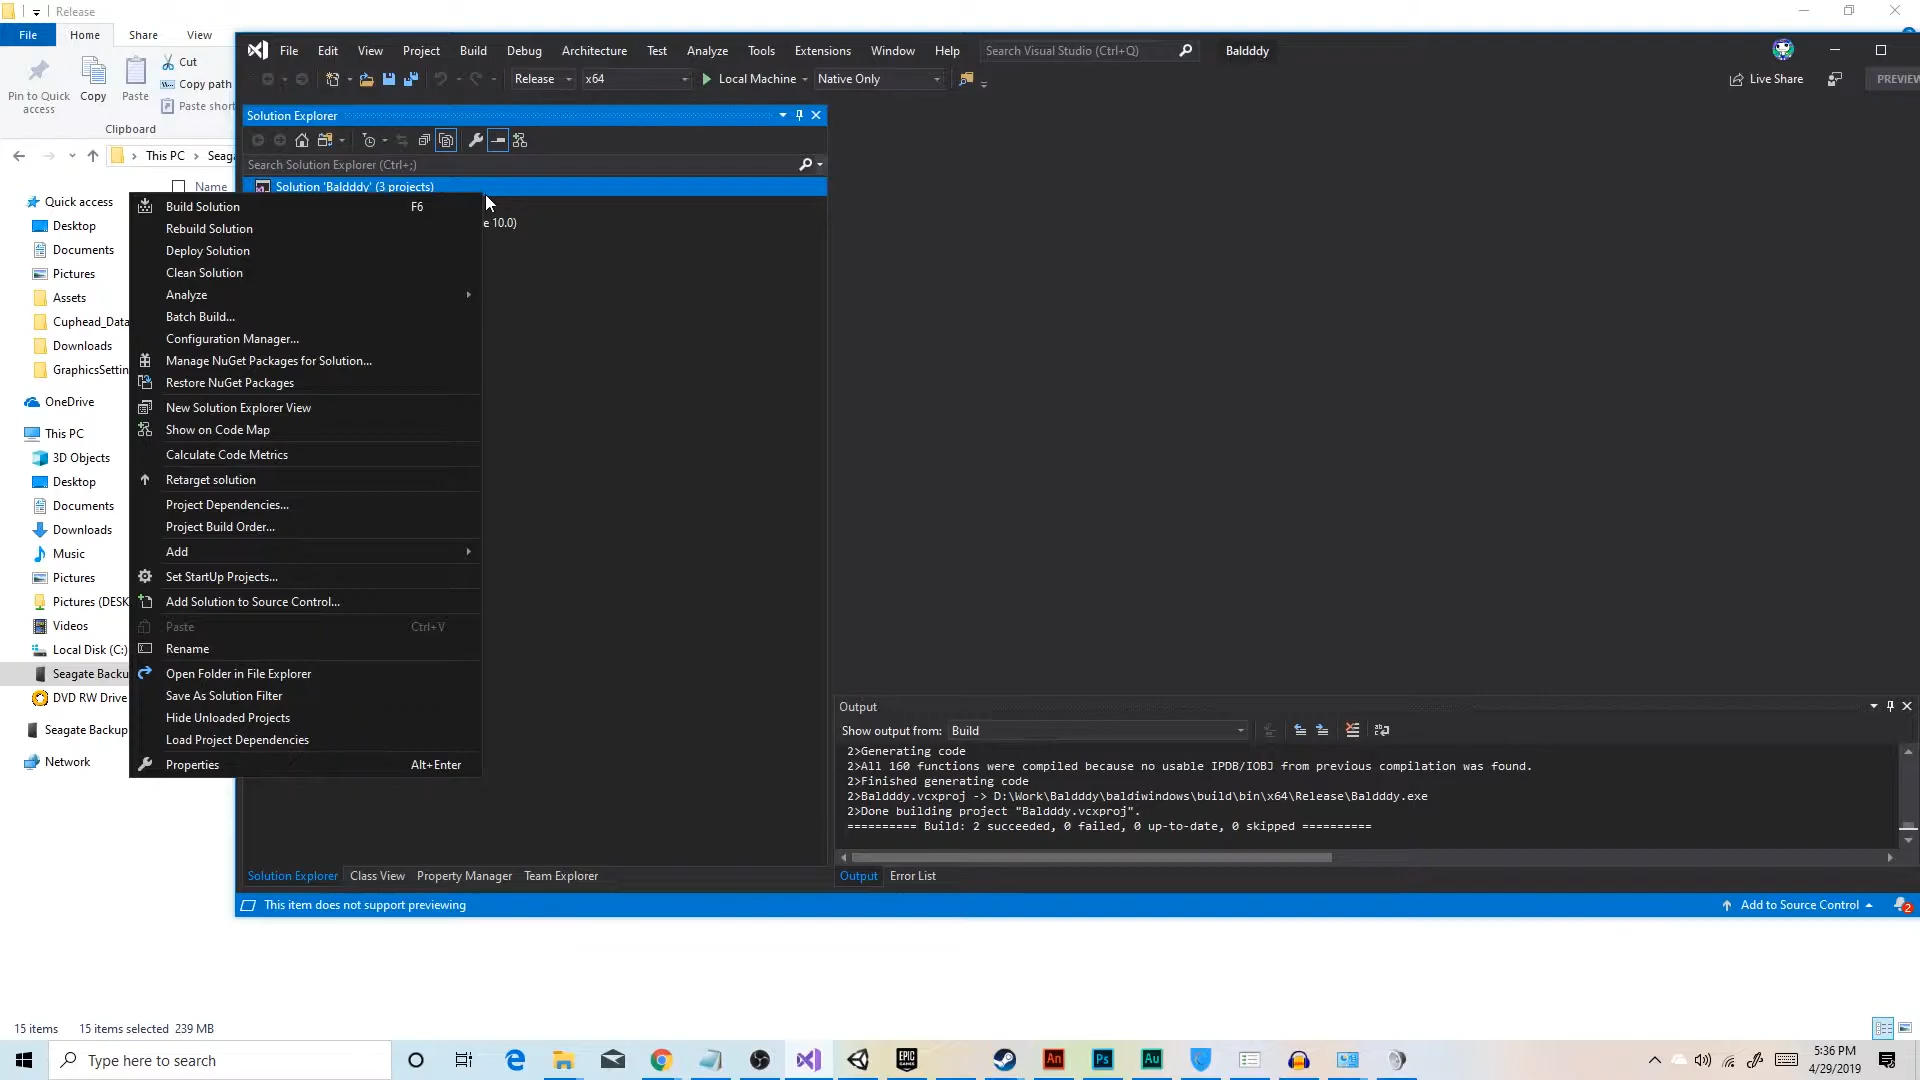 Release
File Home Share View
Pin to Quick access
Copy
Paste
Cut
Copy path
Paste short
Clipboard
This PC > Seaga
Name
Quick access
Desktop
Documents
Pictures
Assets
Cuphead_Data
Downloads
GraphicsSettin
OneDrive
This PC
3D Objects
Desktop
Documents
Downloads
Music
Pictures
Pictures (DESK
Videos
Local Disk (C:)
Seagate Backu
DVD RW Drive
Seagate Backup
Network
15 items 15 items selected 239 MB
File Edit View Project Build Debug Architecture Test Analyze Tools Extensions Window Help Search Visual Studio (Ctrl+Q) Baldddy
Release x64 Local Machine Native Only Live Share PREVIEW
Solution Explorer
Search Solution Explorer (Ctrl+;)
Solution 'Baldddy' (3 projects)
e 10.0)
Build Solution F6
Rebuild Solution
Deploy Solution
Clean Solution
Analyze
Batch Build...
Configuration Manager...
Manage NuGet Packages for Solution...
Restore NuGet Packages
New Solution Explorer View
Show on Code Map
Calculate Code Metrics
Retarget solution
Project Dependencies...
Project Build Order...
Add
Set StartUp Projects...
Add Solution to Source Control...
Paste Ctrl+V
Rename
Open Folder in File Explorer
Save As Solution Filter
Hide Unloaded Projects
Load Project Dependencies
Properties Alt+Enter
Solution Explorer Class View Property Manager Team Explorer
Output
Show output from: Build
2>Generating code
2>All 160 functions were compiled because no usable IPDB/IOBJ from previous compilation was found.
2>Finished generating code
2>Baldddy.vcxproj -> D:\Work\Baldddy\baldiwindows\build\bin\x64\Release\Baldddy.exe
2>Done building project "Baldddy.vcxproj".
========== Build: 2 succeeded, 0 failed, 0 up-to-date, 0 skipped ==========
Output Error List
This item does not support previewing
Add to Source Control
2
Type here to search
EPIC GAMES
An
Ps
Au
5:36 PM
4/29/2019